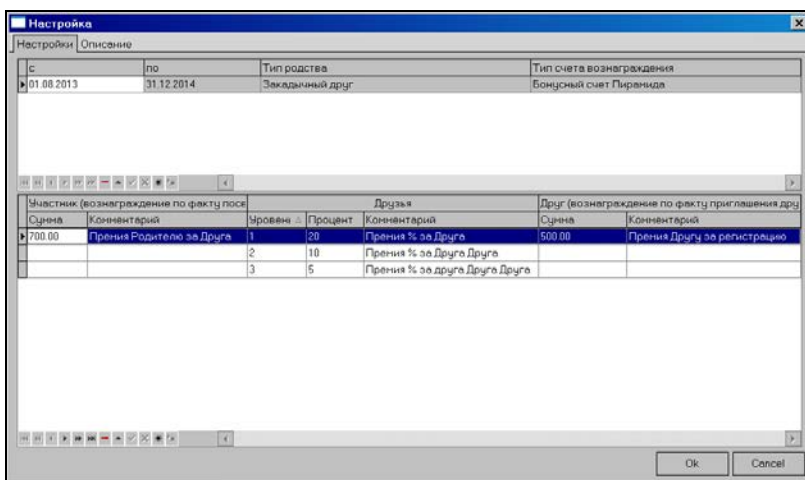 Настройка
Настройки Описание
с по Тип родства Тип счета вознаграждения
01.08.2013 31.12.2014 Закадычный друг Бонусный счет Пирамида
Участник (вознаграждение по факту посе Друзья Друг (вознаграждение по факту приглашения дру
Сумма Комментарий Уровень Процент Комментарий Сумма Комментарий
700.00 Премия Родителю за Друга 1 20 Премия % за Друга 500.00 Премия Другу за регистрацию
2 10 Премия % за Друга Друга
3 5 Премия % за друга Друга Друга
Ok Cancel